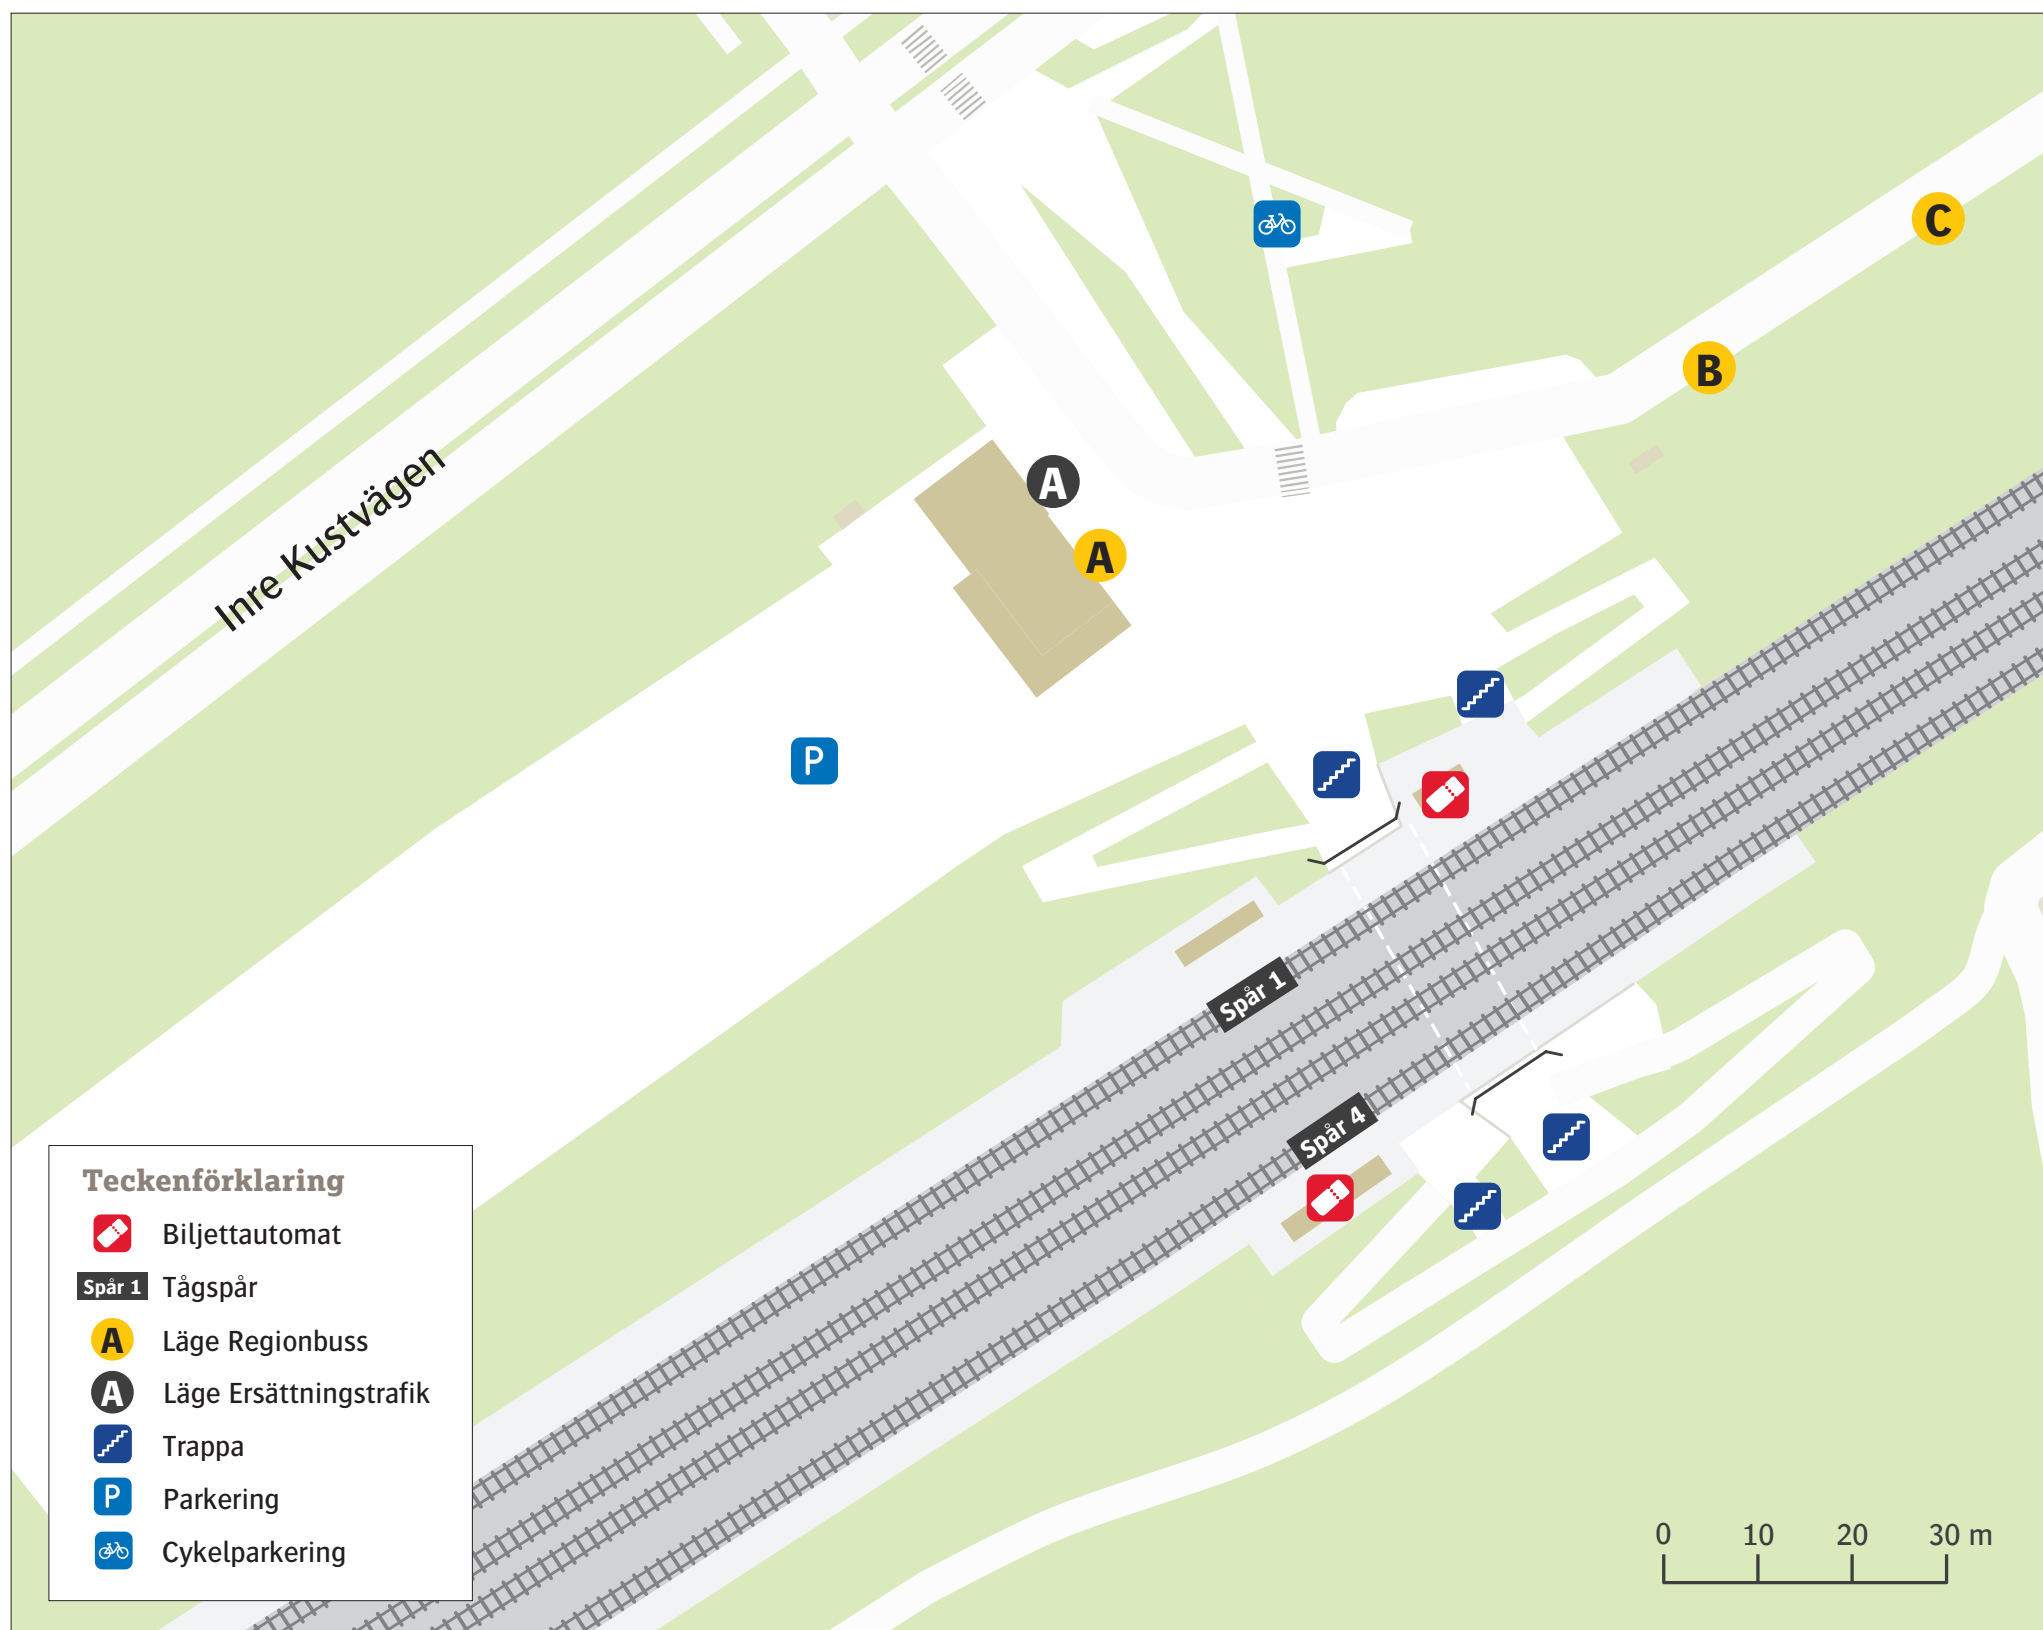 C
B
A
A
Inre Kustvägen
P
Spår 1
Spår 4
Teckenförklaring
Biljettautomat
Spår 1 Tågspår
A Läge Regionbuss
A Läge Ersättningstrafik
Trappa
P Parkering
Cykelparkering
0 10 20 30 m